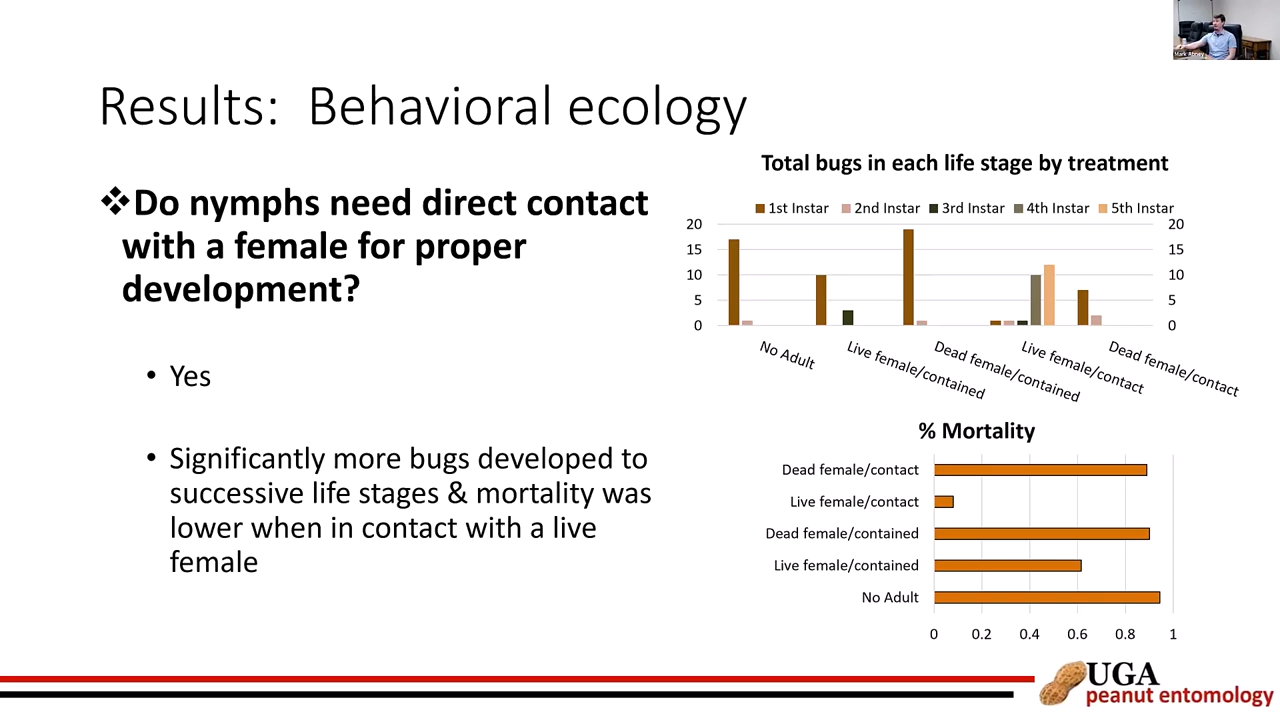 Mark Abney
Results: Behavioral ecology
❖Do nymphs need direct contact
with a female for proper
development?
• Yes
• Significantly more bugs developed to
successive life stages & mortality was
lower when in contact with a live
female
Total bugs in each life stage by treatment
1st Instar 2nd Instar 3rd Instar 4th Instar 5th Instar
20 20
15 15
10 10
5 5
0 0
No Adult
Live female/contained
Dead female/contained
Live female/contact
Dead female/contact
% Mortality
Dead female/contact
Live female/contact
Dead female/contained
Live female/contained
No Adult
0 0.2 0.4 0.6 0.8 1
UGA
peanut entomology